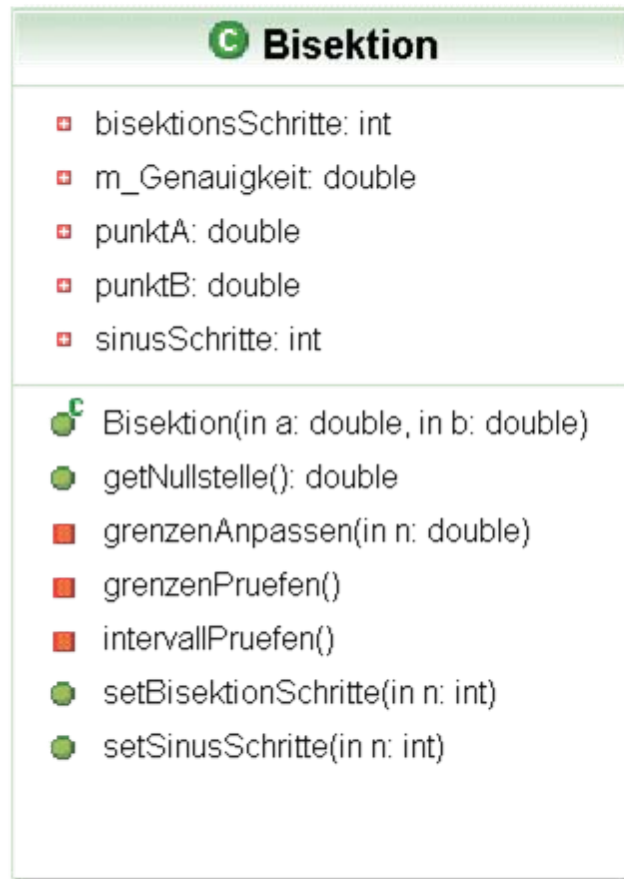 C Bisektion
bisektionsSchritte: int
m_Genauigkeit: double
punktA: double
punktB: double
sinusSchritte: int
C Bisektion(in a: double, in b: double)
getNullstelle(): double
grenzenAnpassen(in n: double)
grenzenPruefen()
intervallPruefen()
setBisektionSchritte(in n: int)
setSinusSchritte(in n: int)